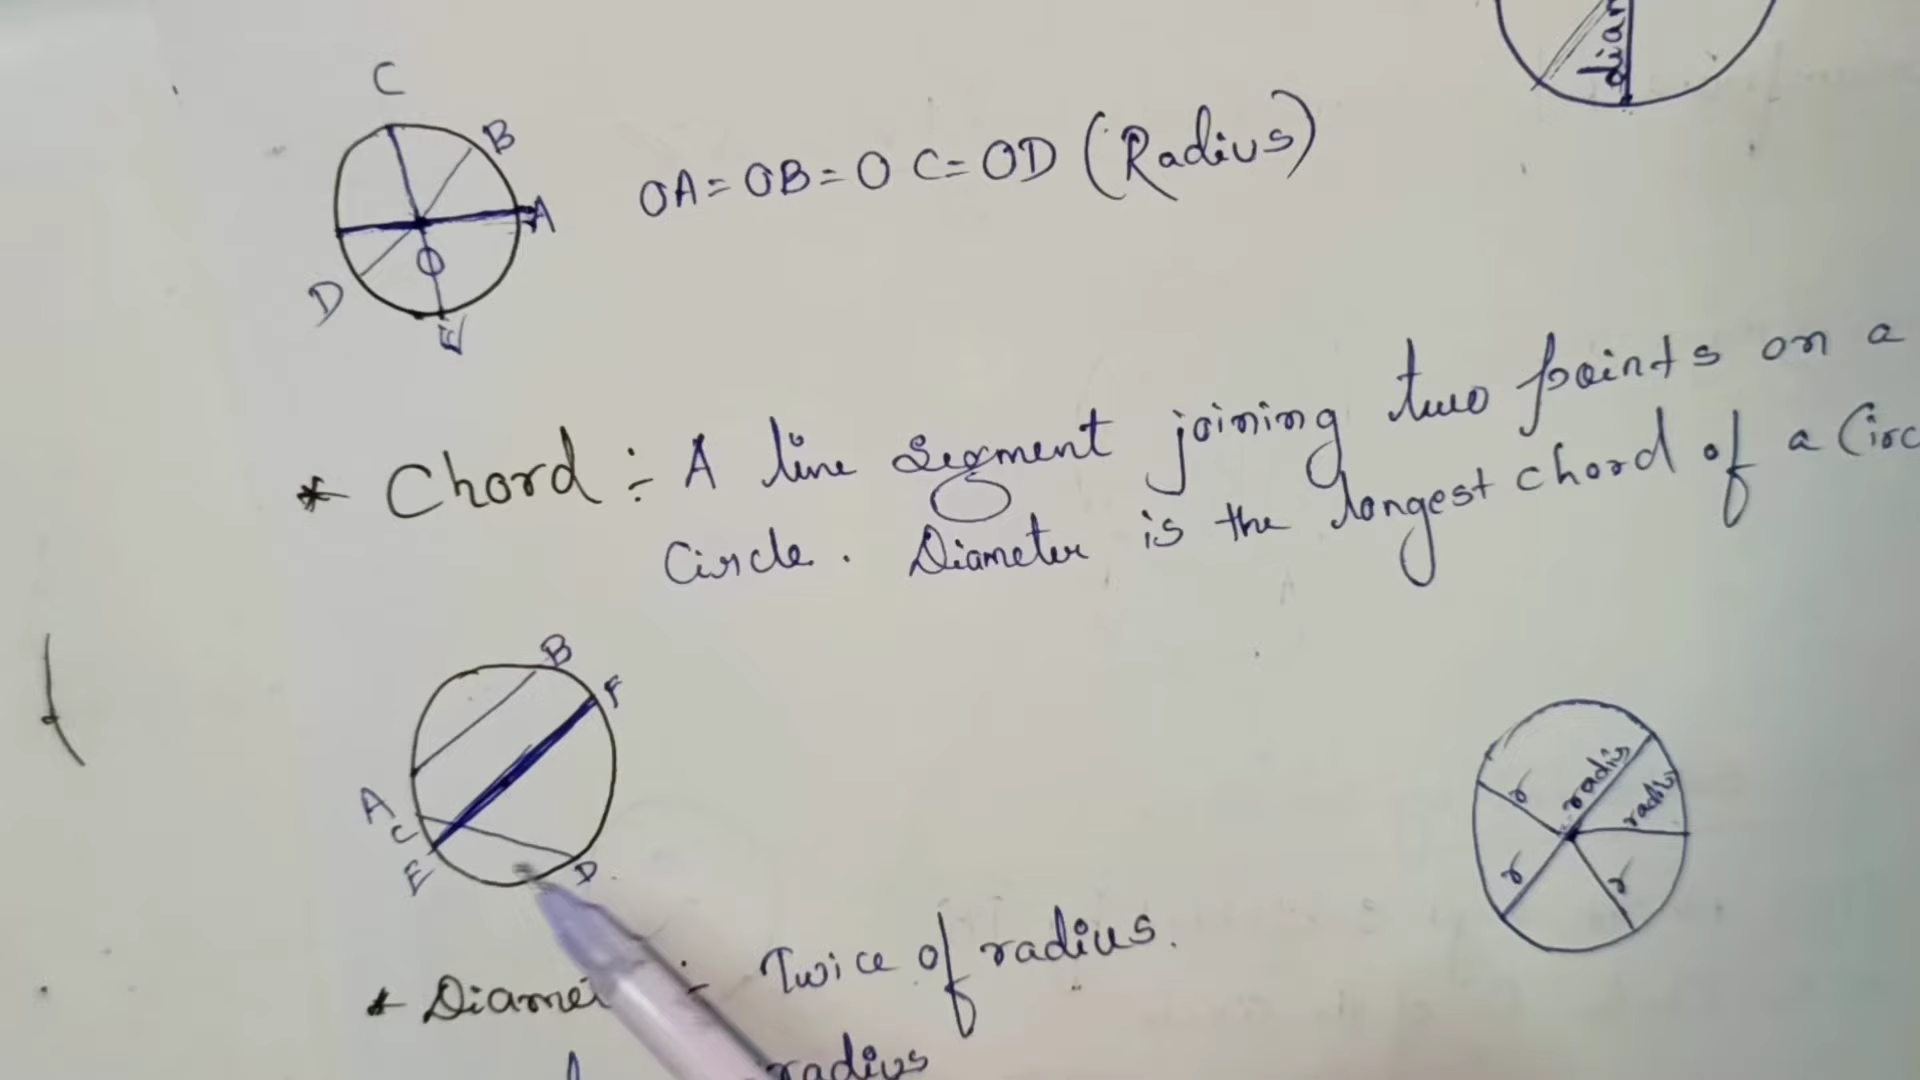 diam
C
B
A
O
D
E
OA = OB = OC = OD (Radius)
* Chord :- A line segment joining two points on a
Circle. Diameter is the longest chord of a Circ
B
F
A
C
E
D
r
radius
radius
r
r
* Diamet :- Twice of radius.
radius